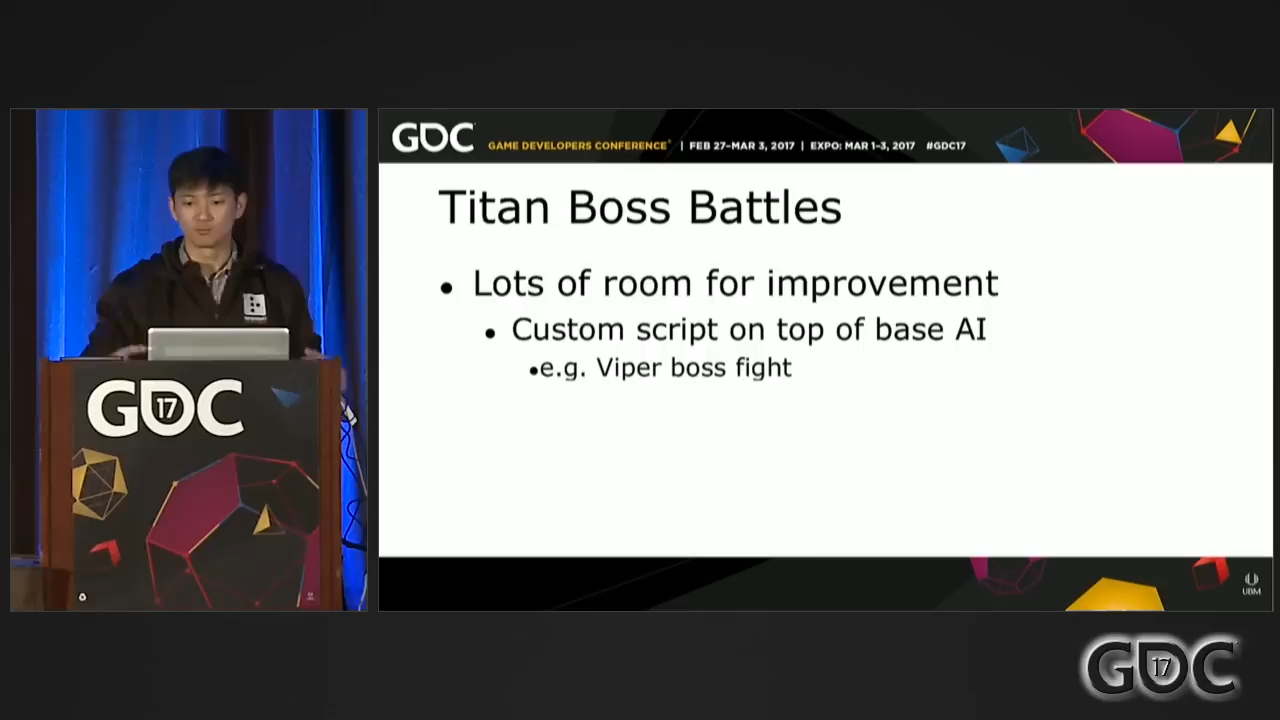 GDC GAME DEVELOPERS CONFERENCE® | FEB 27–MAR 3, 2017 | EXPO: MAR 1–3, 2017 #GDC17
Titan Boss Battles
• Lots of room for improvement
• Custom script on top of base AI
•e.g. Viper boss fight
GDC
17
UBM
GDC
17